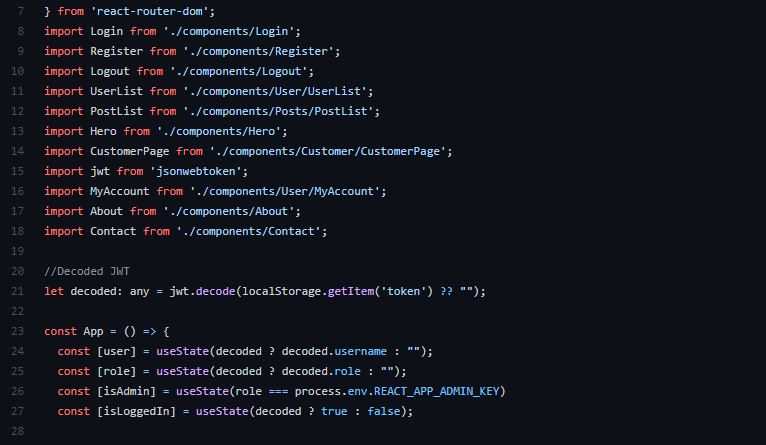 7 } from 'react-router-dom';
8 import Login from './components/Login';
9 import Register from './components/Register';
10 import Logout from './components/Logout';
11 import UserList from './components/User/UserList';
12 import PostList from './components/Posts/PostList';
13 import Hero from './components/Hero';
14 import CustomerPage from './components/Customer/CustomerPage';
15 import jwt from 'jsonwebtoken';
16 import MyAccount from './components/User/MyAccount';
17 import About from './components/About';
18 import Contact from './components/Contact';
19
20 //Decoded JWT
21 let decoded: any = jwt.decode(localStorage.getItem('token') ?? "");
22
23 const App = () => {
24 const [user] = useState(decoded ? decoded.username : "");
25 const [role] = useState(decoded ? decoded.role : "");
26 const [isAdmin] = useState(role === process.env.REACT_APP_ADMIN_KEY)
27 const [isLoggedIn] = useState(decoded ? true : false);
28